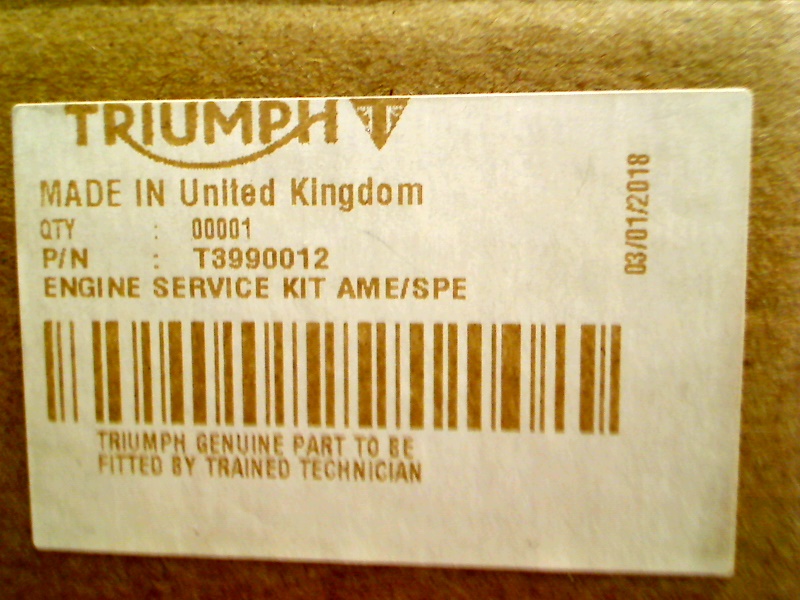 TRIUMPH
MADE IN United Kingdom
QTY : 00001
P/N : T3990012
ENGINE SERVICE KIT AME/SPE
TRIUMPH GENUINE PART TO BE
FITTED BY TRAINED TECHNICIAN
03/01/2018